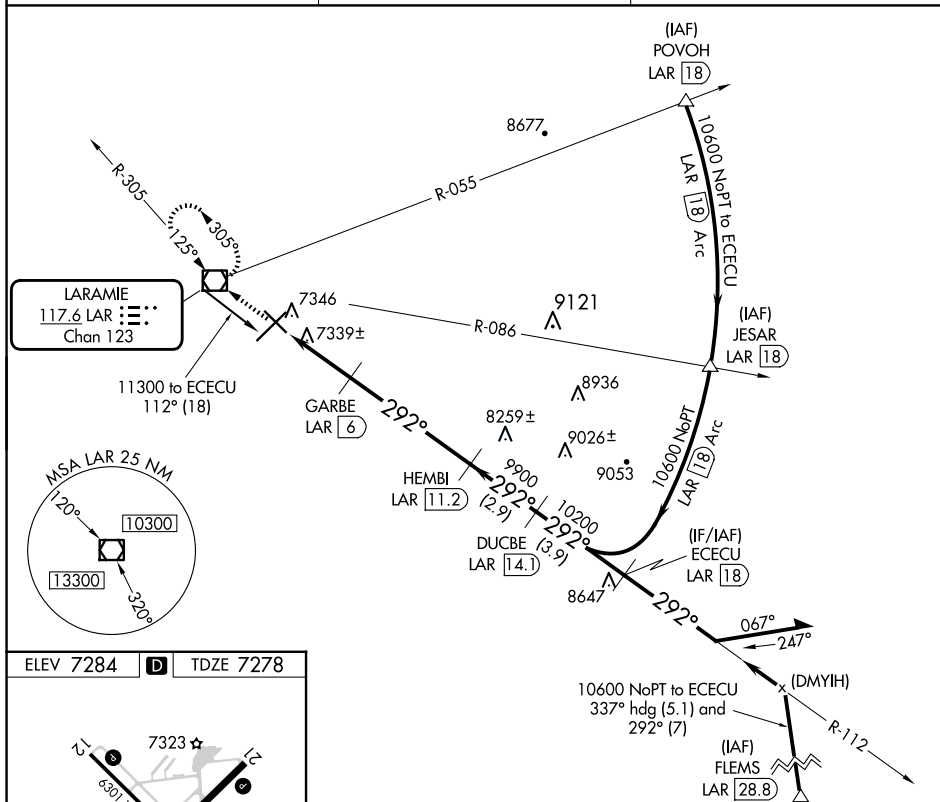 (IAF)
POVOH
LAR 18
8677
10600 NoPT to ECECU
LAR 18 Arc
R-305
R-055
125°
305°
LARAMIE
117.6 LAR
Chan 123
7346
7339±
R-086
9121
(IAF)
JESAR
LAR 18
11300 to ECECU
112° (18)
GARBE
LAR 6
292°
8936
8259±
9026±
9053
10600 NoPT
LAR 18 Arc
HEMBI
LAR 11.2
9900
292°
(2.9)
10200
292°
(3.9)
DUCBE
LAR 14.1
(IF/IAF)
ECECU
LAR 18
8647
292°
067°
247°
MSA LAR 25 NM
120°
10300
13300
320°
(DMYIH)
10600 NoPT to ECECU
337° hdg (5.1) and
292° (7)
R-112
(IAF)
FLEMS
LAR 28.8
ELEV 7284 D TDZE 7278
7323
12
21
P
P
6301